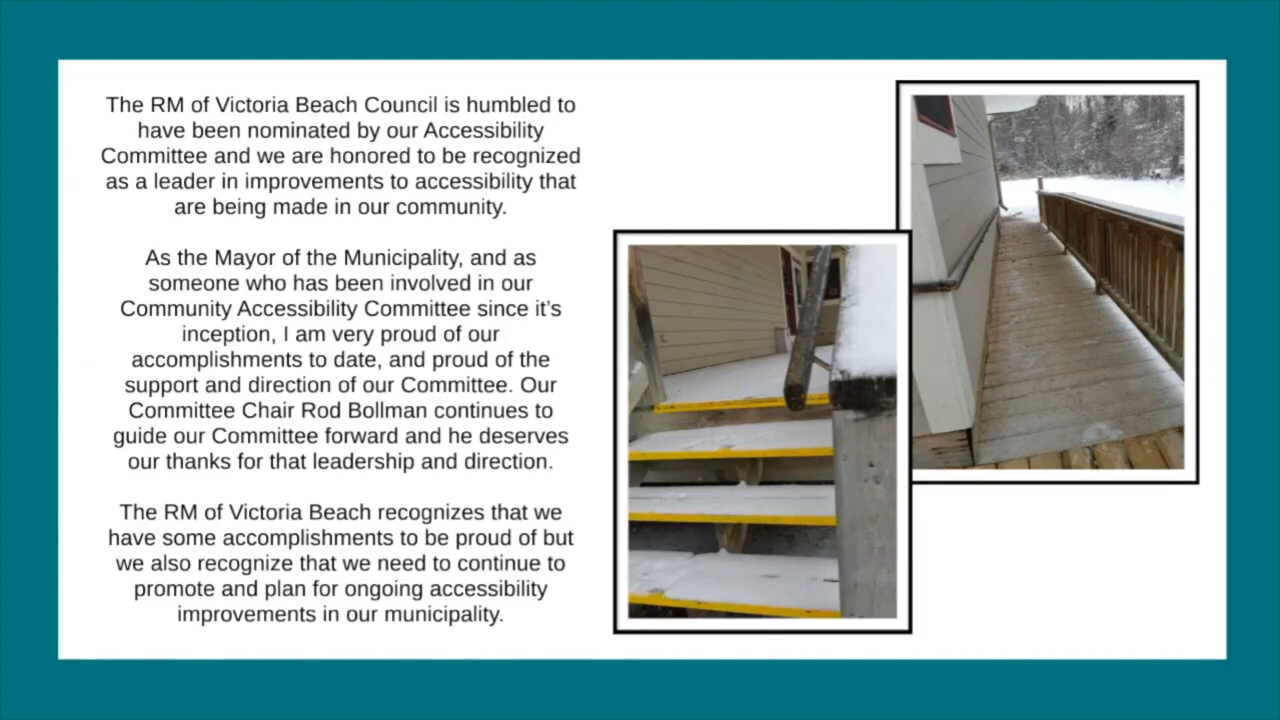 The RM of Victoria Beach Council is humbled to
have been nominated by our Accessibility
Committee and we are honored to be recognized
as a leader in improvements to accessibility that
are being made in our community.
As the Mayor of the Municipality, and as
someone who has been involved in our
Community Accessibility Committee since it’s
inception, I am very proud of our
accomplishments to date, and proud of the
support and direction of our Committee. Our
Committee Chair Rod Bollman continues to
guide our Committee forward and he deserves
our thanks for that leadership and direction.
The RM of Victoria Beach recognizes that we
have some accomplishments to be proud of but
we also recognize that we need to continue to
promote and plan for ongoing accessibility
improvements in our municipality.